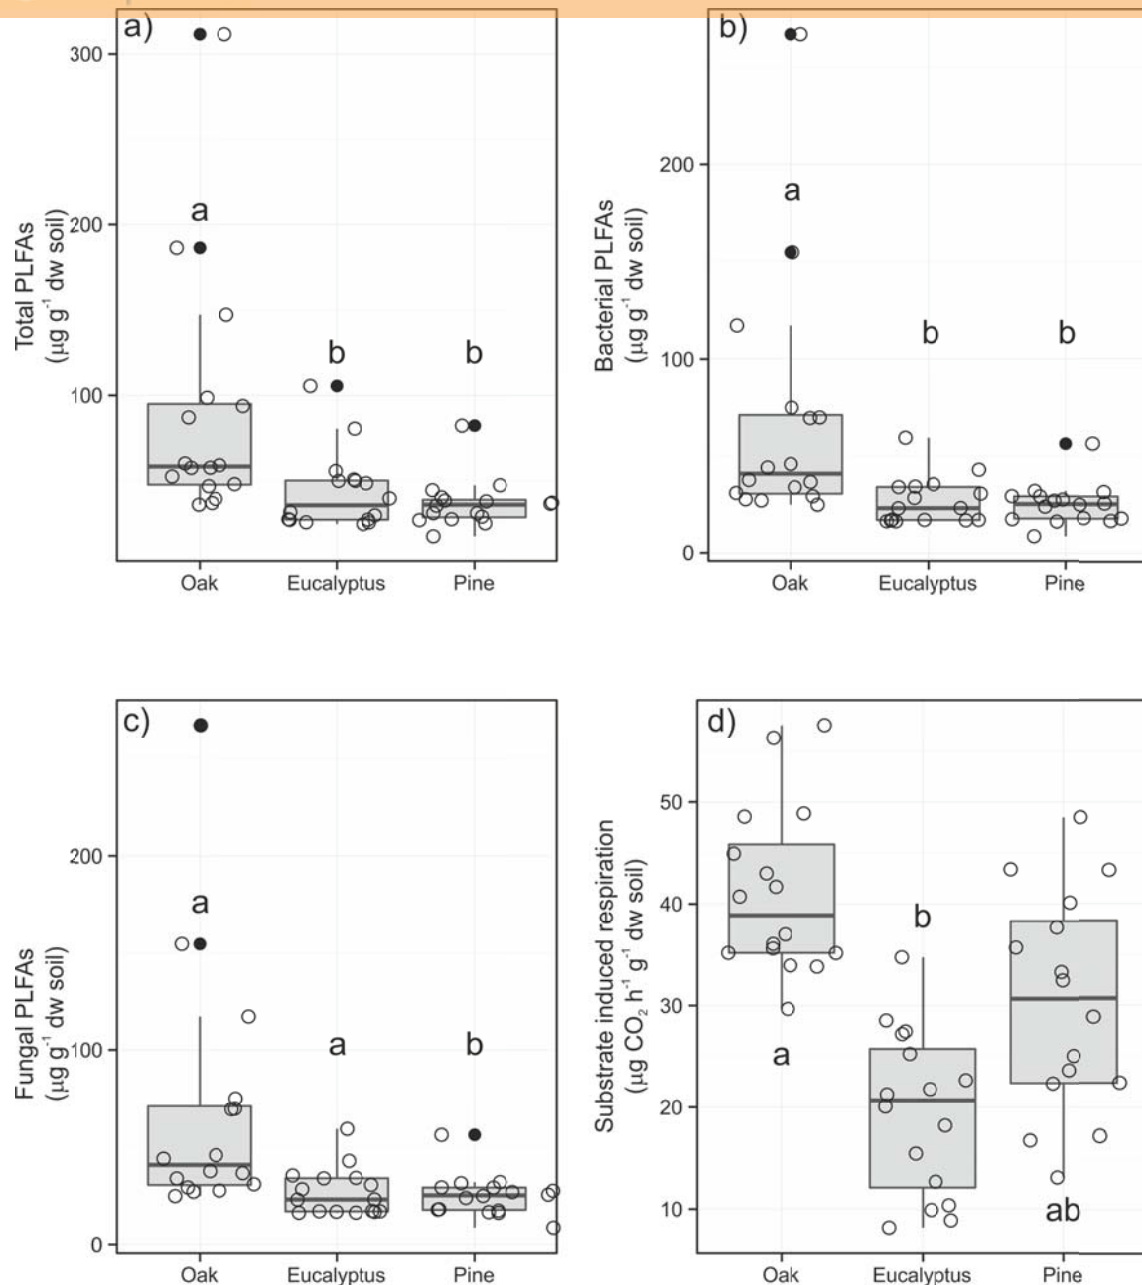 a)
300
200
100
Total PLFAs
(µg g⁻¹ dw soil)
a
b
b
Oak Eucalyptus Pine
b)
200
100
0
Bacterial PLFAs
(µg g⁻¹ dw soil)
a
b
b
Oak Eucalyptus Pine
c)
200
100
0
Fungal PLFAs
(µg g⁻¹ dw soil)
a
a
b
Oak Eucalyptus Pine
d)
50
40
30
20
10
Substrate induced respiration
(µg CO₂ h⁻¹ g⁻¹ dw soil)
a
b
ab
Oak Eucalyptus Pine